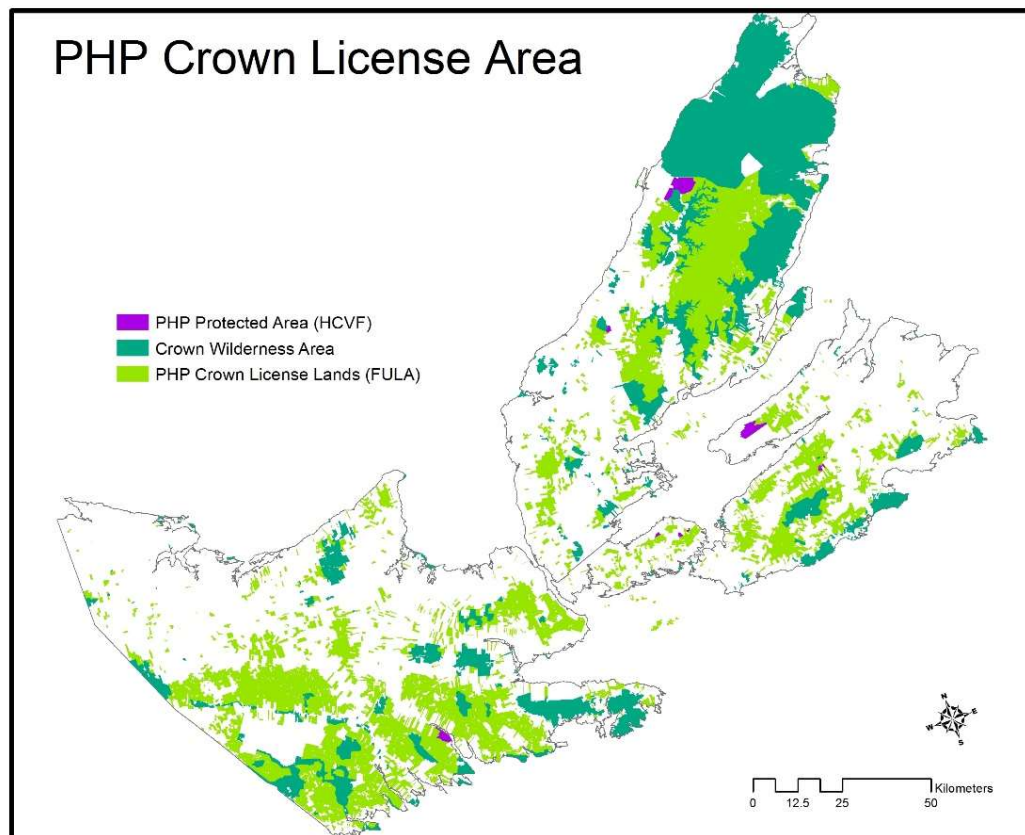 PHP Crown License Area
PHP Protected Area (HCVF)
Crown Wilderness Area
PHP Crown License Lands (FULA)
N
E
W
S
Kilometers
0 12.5 25 50